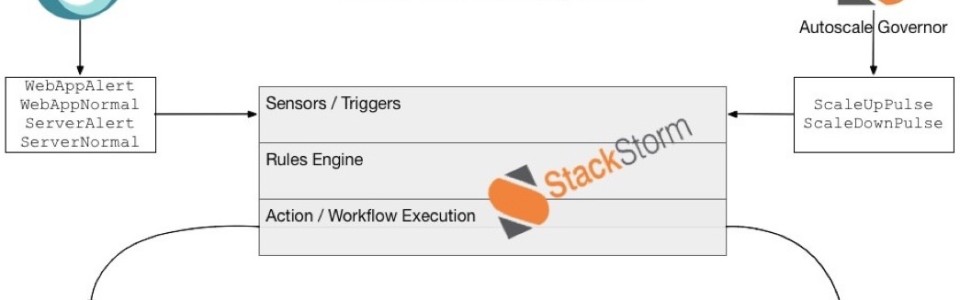 Autoscale Governor
WebAppAlert
WebAppNormal
ServerAlert
ServerNormal
Sensors / Triggers
Rules Engine
Action / Workflow Execution
StackStorm
ScaleUpPulse
ScaleDownPulse